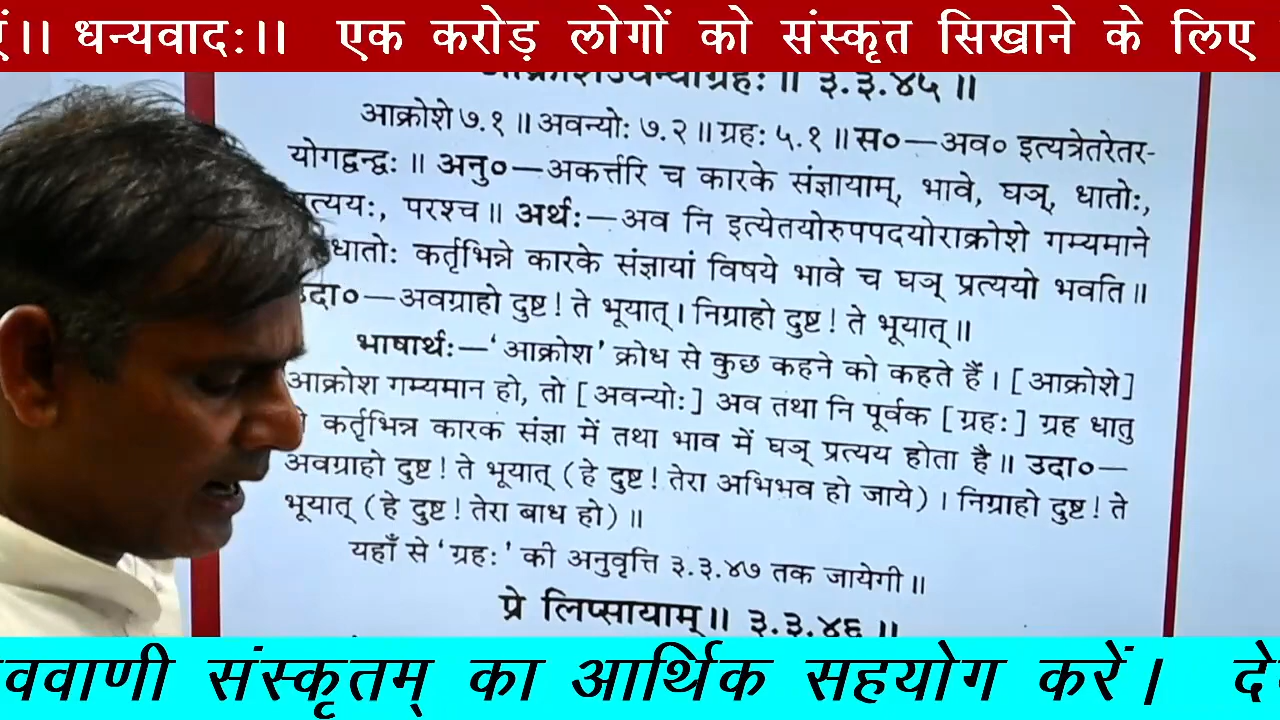 धन्यवादः।। एक करोड़ लोगों को संस्कृत सिखाने के लिए
३.३.४५ ॥
आक्रोशे ७.१ ॥ अवन्योः ७.२ ॥ ग्रहः ५.१ ॥ स०—अव० इत्यत्रेतरेतर-
योगद्वन्द्वः ॥ अनु०—अकर्त्तरि च कारके संज्ञायाम्, भावे, घञ्, धातोः,
परश्च ॥ अर्थः—अव नि इत्येतयोरुपपदयोराक्रोशे गम्यमाने
धातोः कर्तृभिन्ने कारके संज्ञायां विषये भावे च घञ् प्रत्ययो भवति ॥
अवग्राहो दुष्ट ! ते भूयात् । निग्राहो दुष्ट ! ते भूयात् ॥
भाषार्थः—‘आक्रोश’ क्रोध से कुछ कहने को कहते हैं । [आक्रोशे]
आक्रोश गम्यमान हो, तो [अवन्योः] अव तथा नि पूर्वक [ग्रहः] ग्रह धातु
कर्तृभिन्न कारक संज्ञा में तथा भाव में घञ् प्रत्यय होता है ॥ उदा०—
अवग्राहो दुष्ट ! ते भूयात् (हे दुष्ट ! तेरा अभिभव हो जाये) । निग्राहो दुष्ट ! ते
भूयात् (हे दुष्ट ! तेरा बाध हो) ॥
यहाँ से ‘ग्रहः’ की अनुवृत्ति ३.३.४७ तक जायेगी ॥
प्रे लिप्सायाम् ॥ ३.३.४६ ॥
ववाणी संस्कृतम् का आर्थिक सहयोग करें।